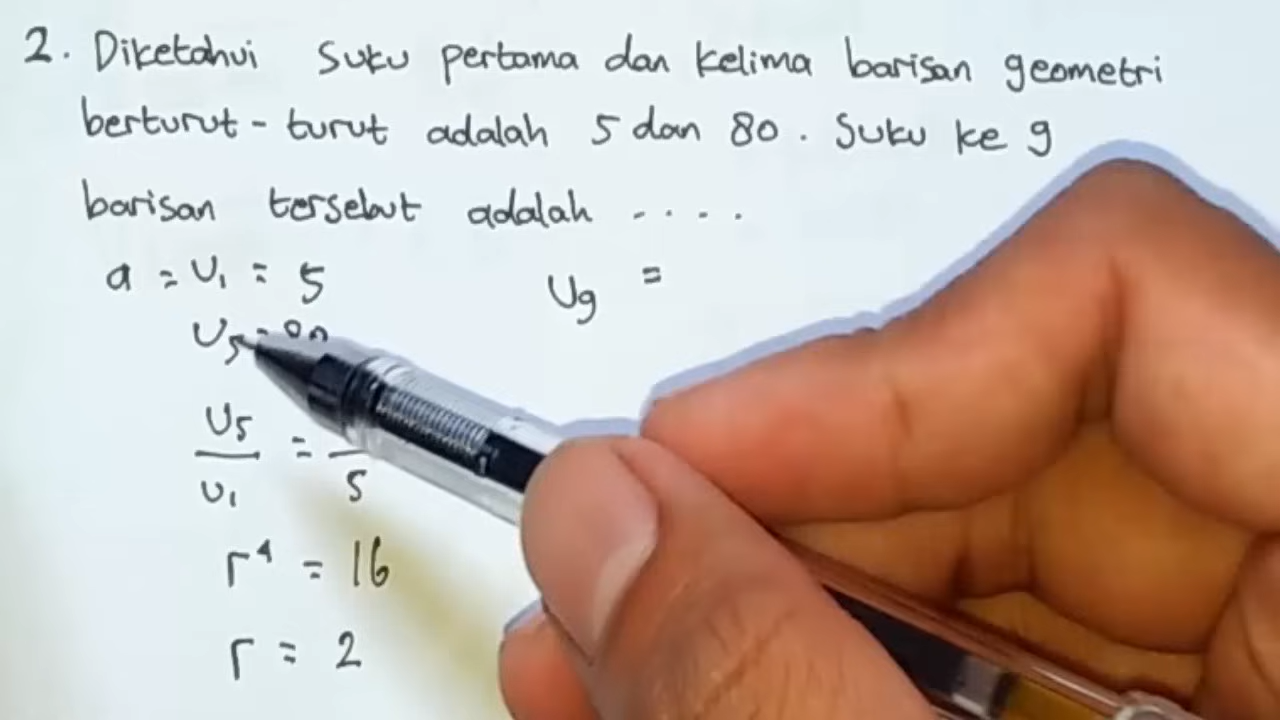 2. Diketahui suku pertama dan kelima barisan geometri
berturut-turut adalah 5 dan 80. Suku ke 9
barisan tersebut adalah ....
a = U₁ = 5
U₉ =
U₅ =
U₅
U₁
=
5
r⁴ = 16
r = 2